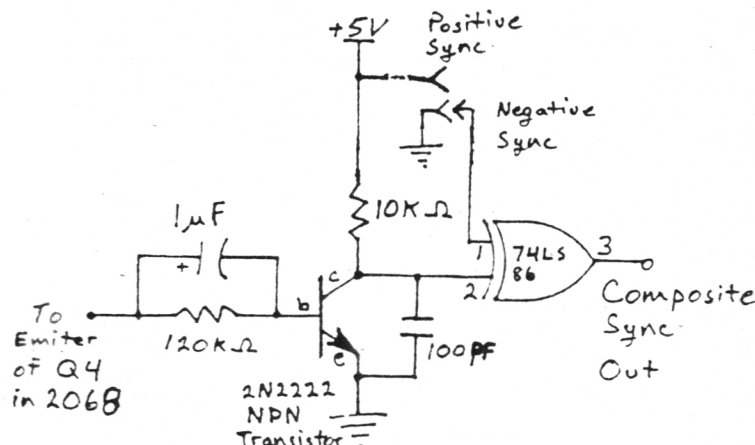 +5V
Positive
Sync
Negative
Sync
10KΩ
1µF
+
1
74LS
86
3
2
c
b
e
To
Emiter
of Q4
in 2068
120KΩ
100pF
Composite
Sync
Out
2N2222
NPN
Transistor